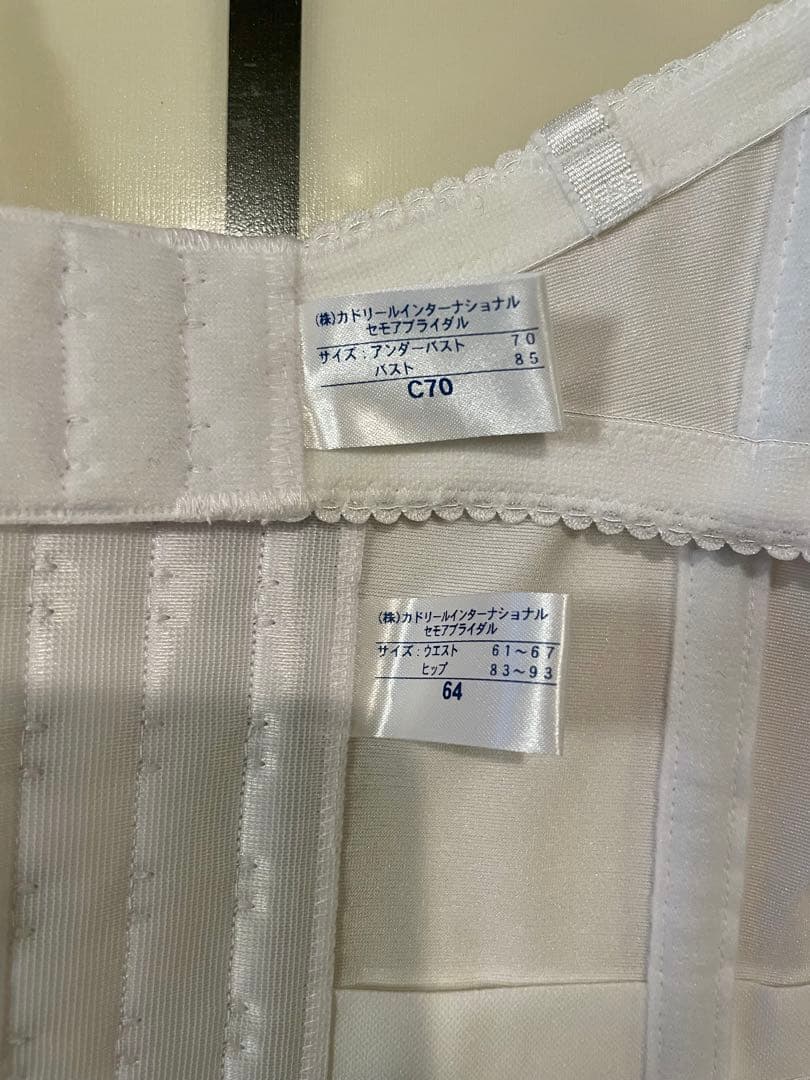 (株)カドリールインターナショナル
セモアブライダル
サイズ:アンダーバスト 70
バスト 85
C70
(株)カドリールインターナショナル
セモアブライダル
サイズ:ウエスト 61~67
ヒップ 83~93
64